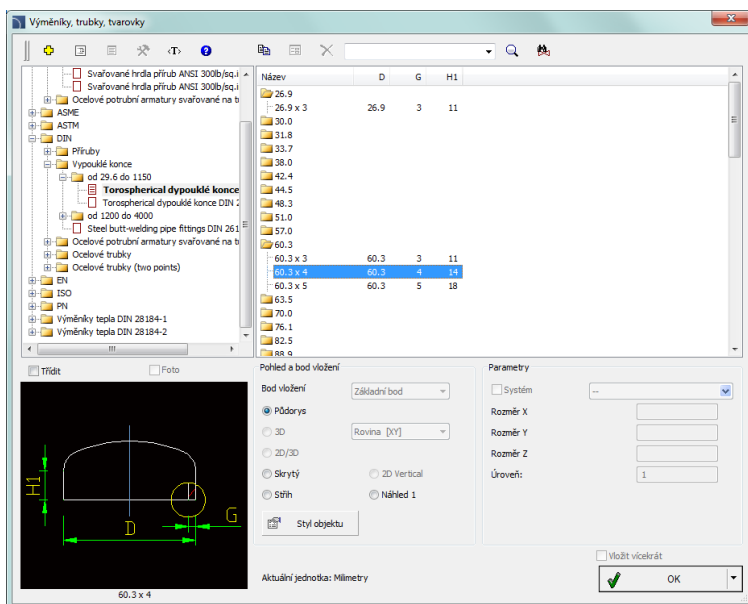 Výměníky, trubky, tvarovky
Svařované hrdla přírub ANSI 300lb/sq.i
Svařované hrdla přírub ANSI 300lb/sq.i
Ocelové potrubní armatury svařované na t
ASME
ASTM
DIN
Příruby
Vypouklé konce
od 29.6 do 1150
Torospherical dypouklé konce
Torospherical dypouklé konce DIN 2
od 1200 do 4000
Steel butt-welding pipe fittings DIN 261
Ocelové potrubní armatury svařované na t
Ocelové trubky
Ocelové trubky (two points)
EN
ISO
PN
Výměníky tepla DIN 28184-1
Výměníky tepla DIN 28184-2
Název D G H1
26.9
26.9 x 3 26.9 3 11
30.0
31.8
33.7
38.0
42.4
44.5
48.3
51.0
57.0
60.3
60.3 x 3 60.3 3 11
60.3 x 4 60.3 4 14
60.3 x 5 60.3 5 18
63.5
70.0
76.1
82.5
88.9
Třídit Foto
H1
D
G
60.3 x 4
Pohled a bod vložení
Bod vložení Základní bod
Půdorys
3D Rovina [XY]
2D/3D
Skrytý 2D Vertical
Střih Náhled 1
Styl objektu
Aktuální jednotka: Milimetry
Parametry
Systém ---
Rozměr X
Rozměr Y
Rozměr Z
Úroveň: 1
Vložit vícekrát
OK